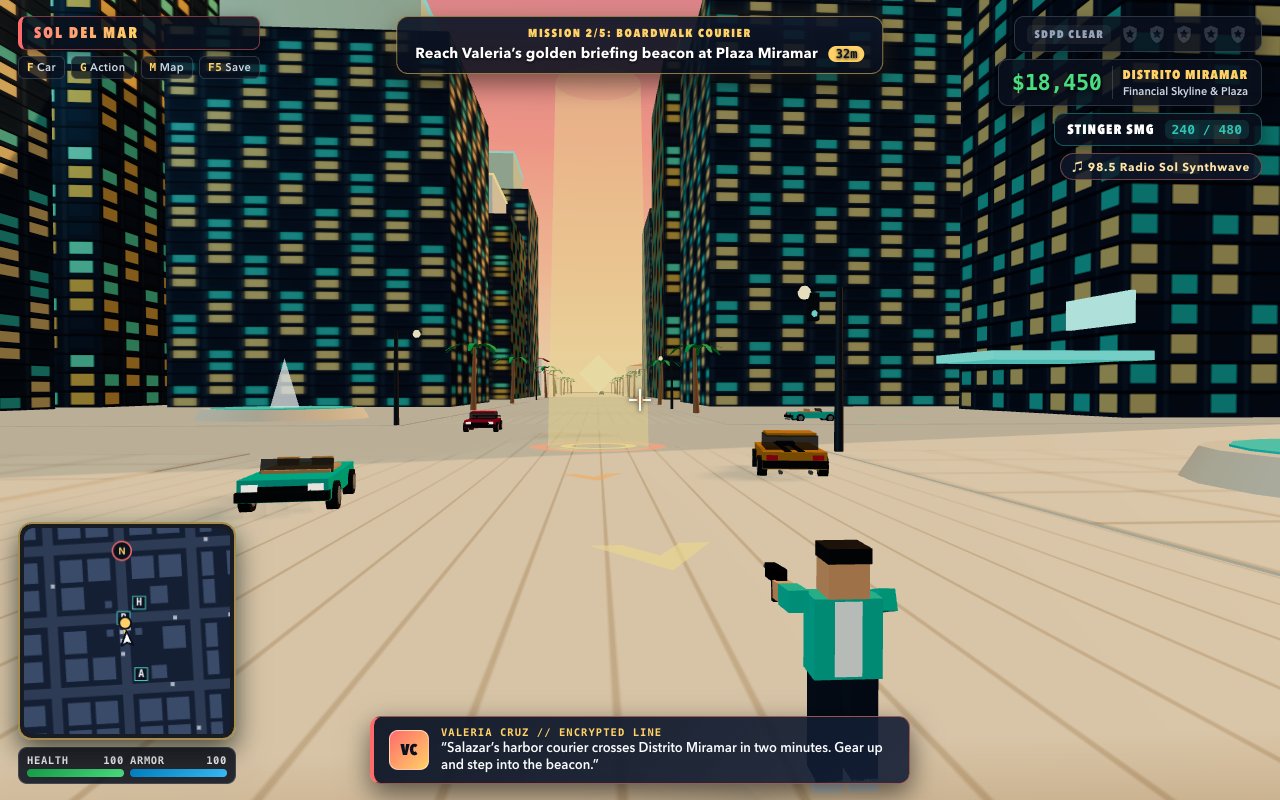 SOL DEL MAR
F Car
G Action
M Map
F5 Save
MISSION 2/5: BOARDWALK COURIER
Reach Valeria’s golden briefing beacon at Plaza Miramar 32m
SDPD CLEAR
$18,450
DISTRITO MIRAMAR
Financial Skyline & Plaza
STINGER SMG 240 / 480
♫ 98.5 Radio Sol Synthwave
N
H
A
HEALTH 100 ARMOR 100
VC
VALERIA CRUZ // ENCRYPTED LINE
“Salazar’s harbor courier crosses Distrito Miramar in two minutes. Gear up
and step into the beacon.”